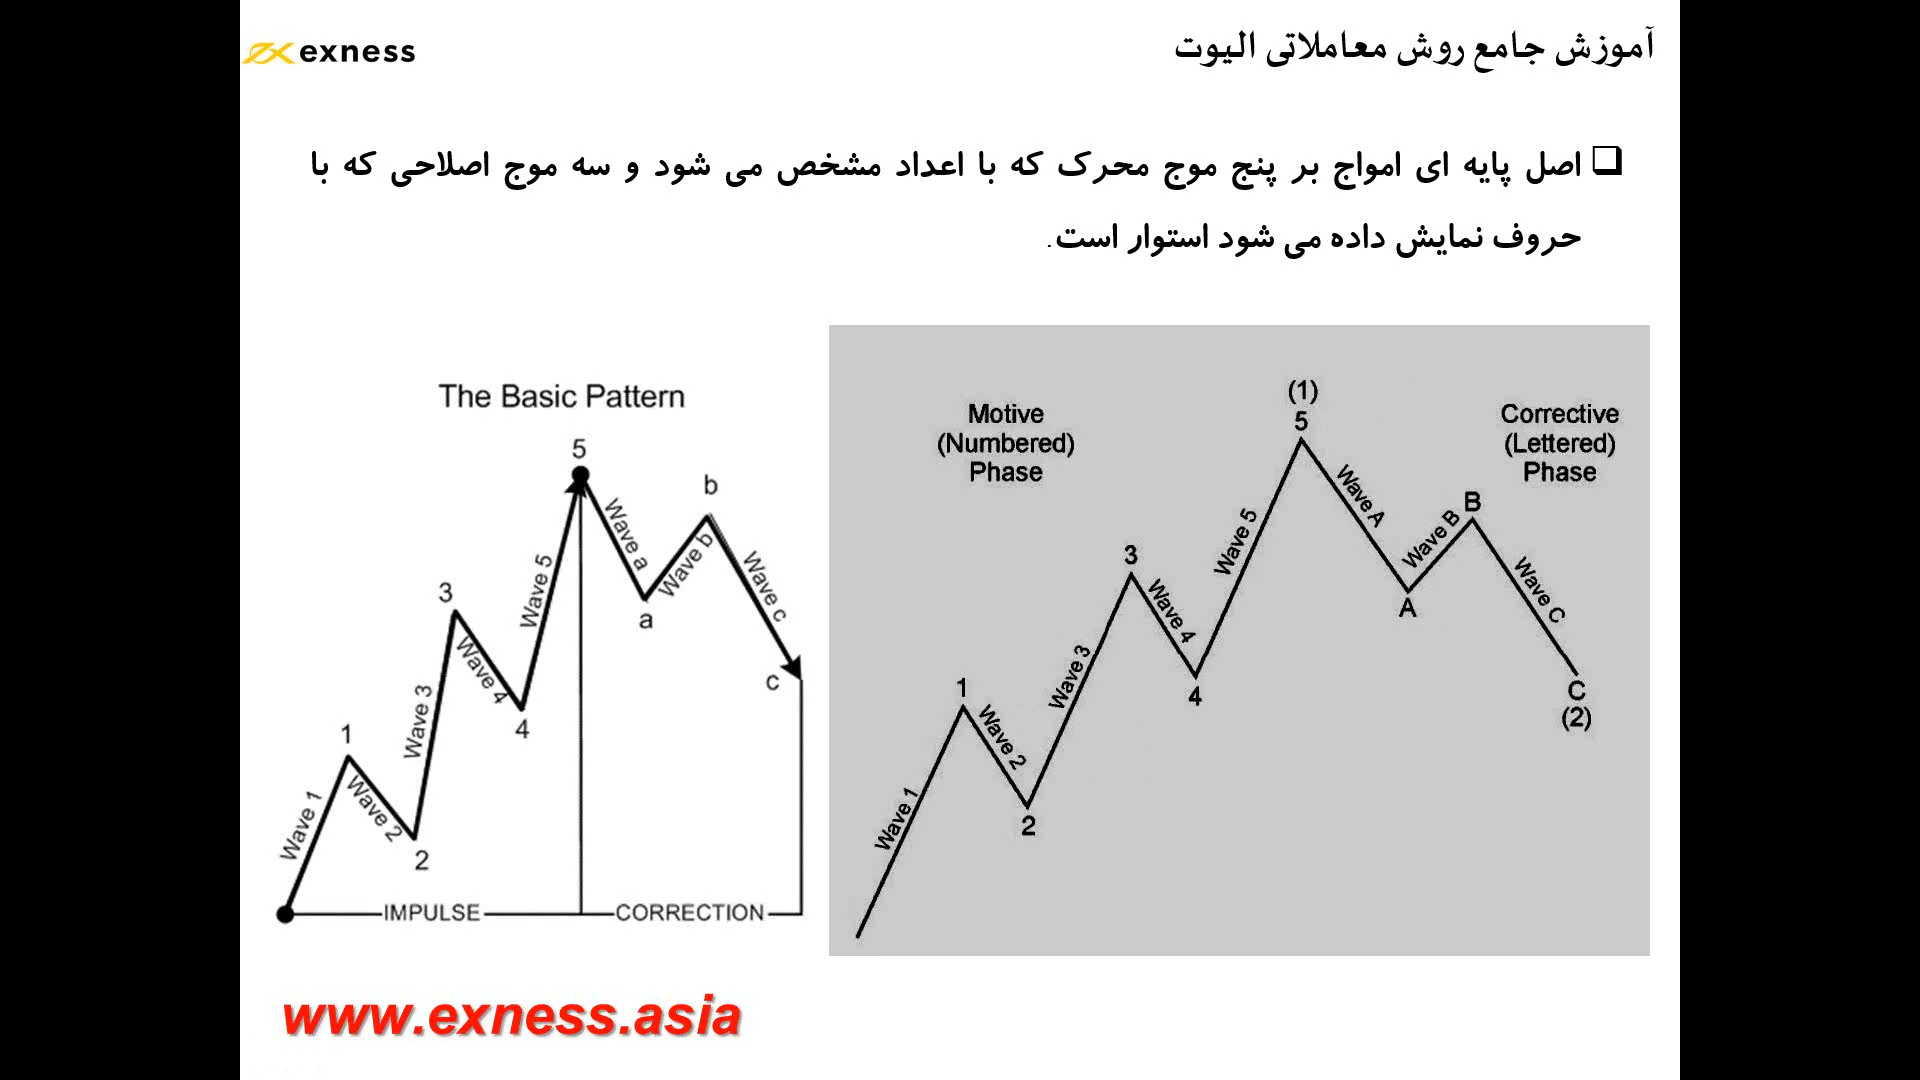 exness
آموزش جامع روش معاملاتی الیوت
❑ اصل پایه ای امواج بر پنج موج محرک که با اعداد مشخص می شود و سه موج اصلاحی که با
حروف نمایش داده می شود استوار است.
The Basic Pattern
5
b
3
a
c
1
4
2
Wave 1
Wave 2
Wave 3
Wave 4
Wave 5
Wave a
Wave b
Wave c
IMPULSE
CORRECTION
Motive
(Numbered)
Phase
(1)
5
Corrective
(Lettered)
Phase
B
3
A
1
4
C
(2)
2
Wave 1
Wave 2
Wave 3
Wave 4
Wave 5
Wave A
Wave B
Wave C
www.exness.asia